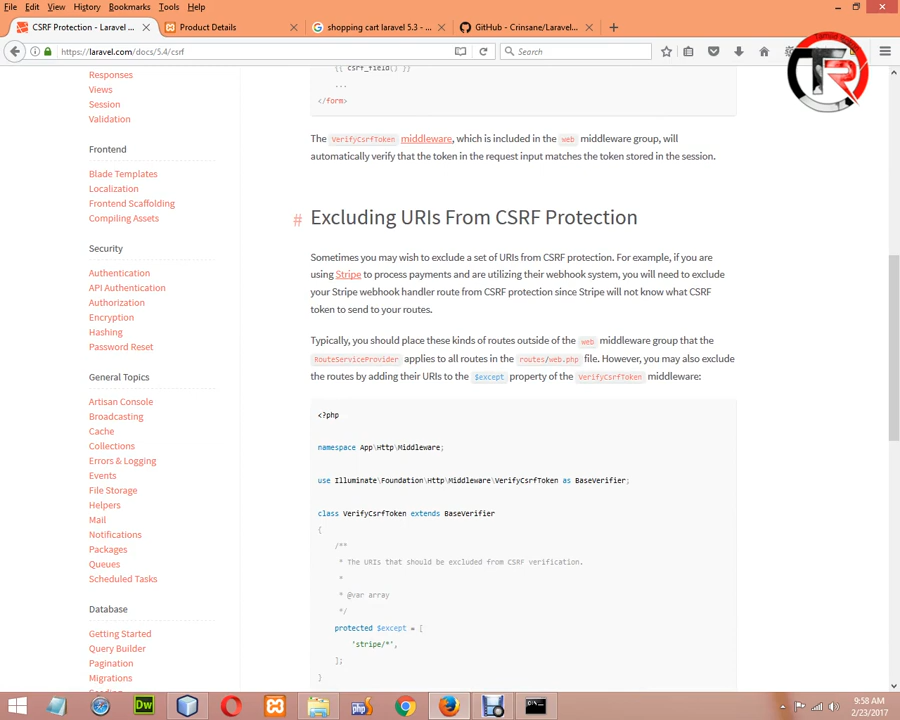 File Edit View History Bookmarks Tools Help
CSRF Protection - Laravel ...
Product Details
shopping cart laravel 5.3 - ...
GitHub - Crinsane/Laravel...
https://laravel.com/docs/5.4/csrf
Search
Responses
Views
Session
Validation
Frontend
Blade Templates
Localization
Frontend Scaffolding
Compiling Assets
Security
Authentication
API Authentication
Authorization
Encryption
Hashing
Password Reset
General Topics
Artisan Console
Broadcasting
Cache
Collections
Errors & Logging
Events
File Storage
Helpers
Mail
Notifications
Packages
Queues
Scheduled Tasks
Database
Getting Started
Query Builder
Pagination
Migrations
{{ csrf_field() }}
...
</form>
The VerifyCsrfToken middleware, which is included in the web middleware group, will
automatically verify that the token in the request input matches the token stored in the session.
# Excluding URIs From CSRF Protection
Sometimes you may wish to exclude a set of URIs from CSRF protection. For example, if you are
using Stripe to process payments and are utilizing their webhook system, you will need to exclude
your Stripe webhook handler route from CSRF protection since Stripe will not know what CSRF
token to send to your routes.
Typically, you should place these kinds of routes outside of the web middleware group that the
RouteServiceProvider applies to all routes in the routes/web.php file. However, you may also exclude
the routes by adding their URIs to the $except property of the VerifyCsrfToken middleware:
<?php
namespace App\Http\Middleware;
use Illuminate\Foundation\Http\Middleware\VerifyCsrfToken as BaseVerifier;
class VerifyCsrfToken extends BaseVerifier
{
/**
* The URIs that should be excluded from CSRF verification.
*
* @var array
*/
protected $except = [
'stripe/*',
];
}
TR
Dw
php
9:58 AM
2/23/2017